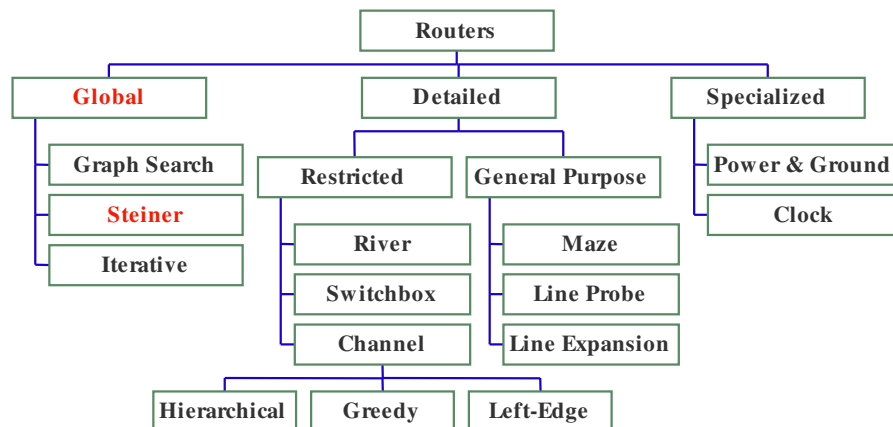 Routers
Global
Detailed
Specialized
Graph Search
Restricted
General Purpose
Power & Ground
Steiner
Clock
River
Maze
Iterative
Switchbox
Line Probe
Channel
Line Expansion
Hierarchical
Greedy
Left-Edge